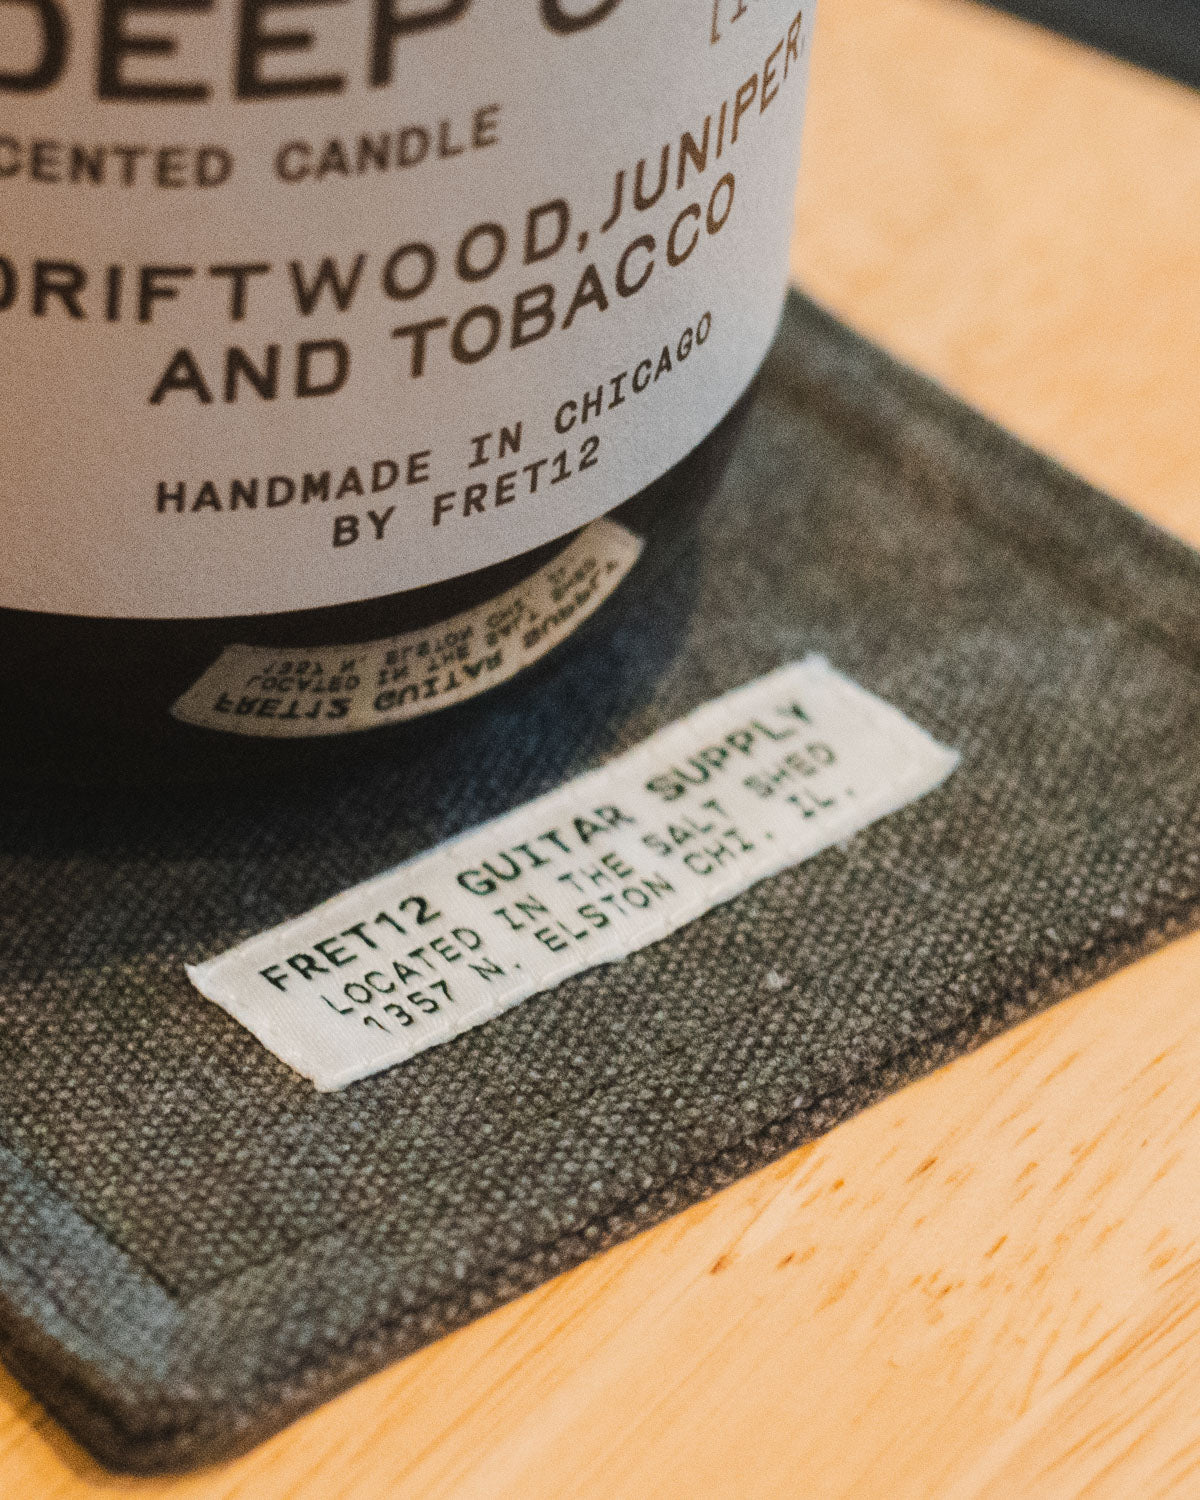 DEEP C
SCENTED CANDLE
DRIFTWOOD, JUNIPER,
AND TOBACCO
HANDMADE IN CHICAGO
BY FRET12
FRET12 GUITAR SUPPLY
LOCATED IN THE SALT SHED
1357 N. ELSTON CHI, IL.